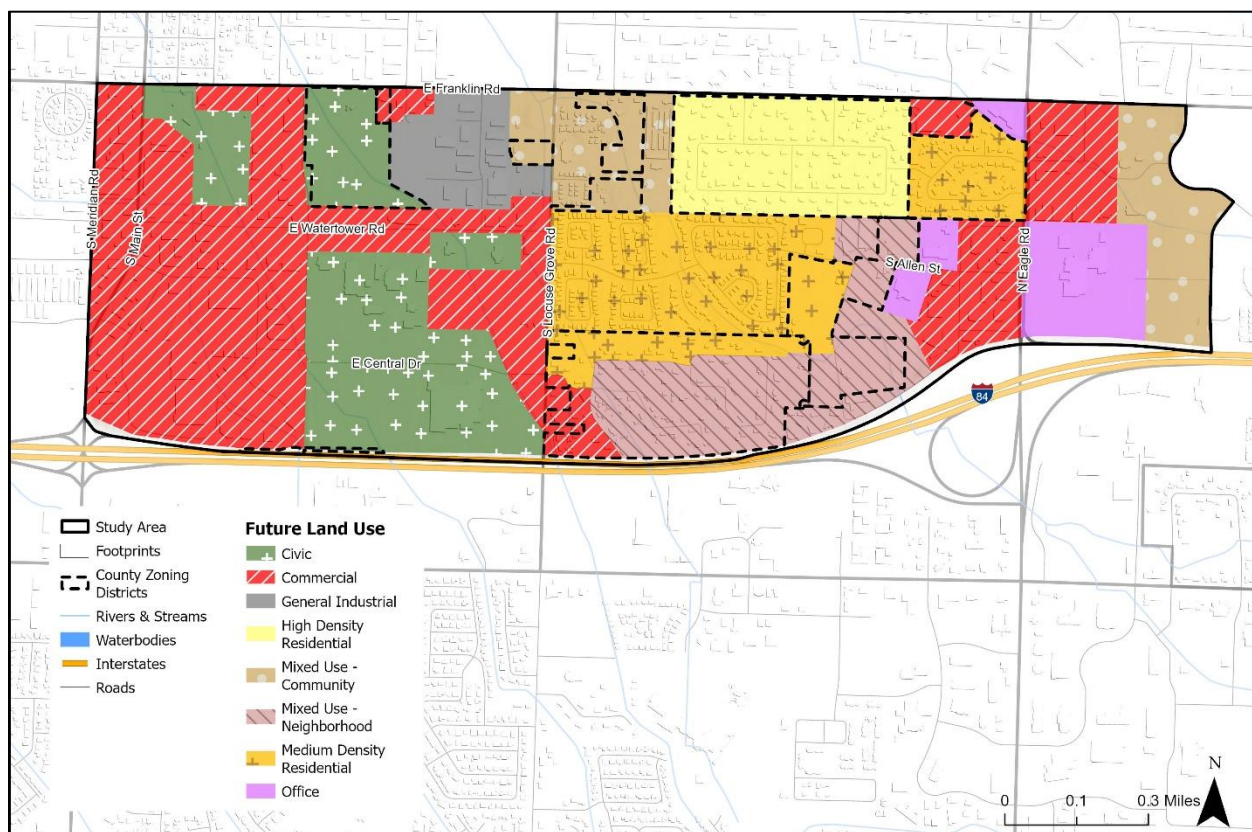 E Franklin Rd
S Meridian Rd
S Main St
E Watertower Rd
S Locuse Grove Rd
S Allen St
N Eagle Rd
E Central Dr
84
Study Area
Footprints
County Zoning
Districts
Rivers & Streams
Waterbodies
Interstates
Roads
Future Land Use
Civic
Commercial
General Industrial
High Density
Residential
Mixed Use -
Community
Mixed Use -
Neighborhood
Medium Density
Residential
Office
N
0 0.1 0.3 Miles